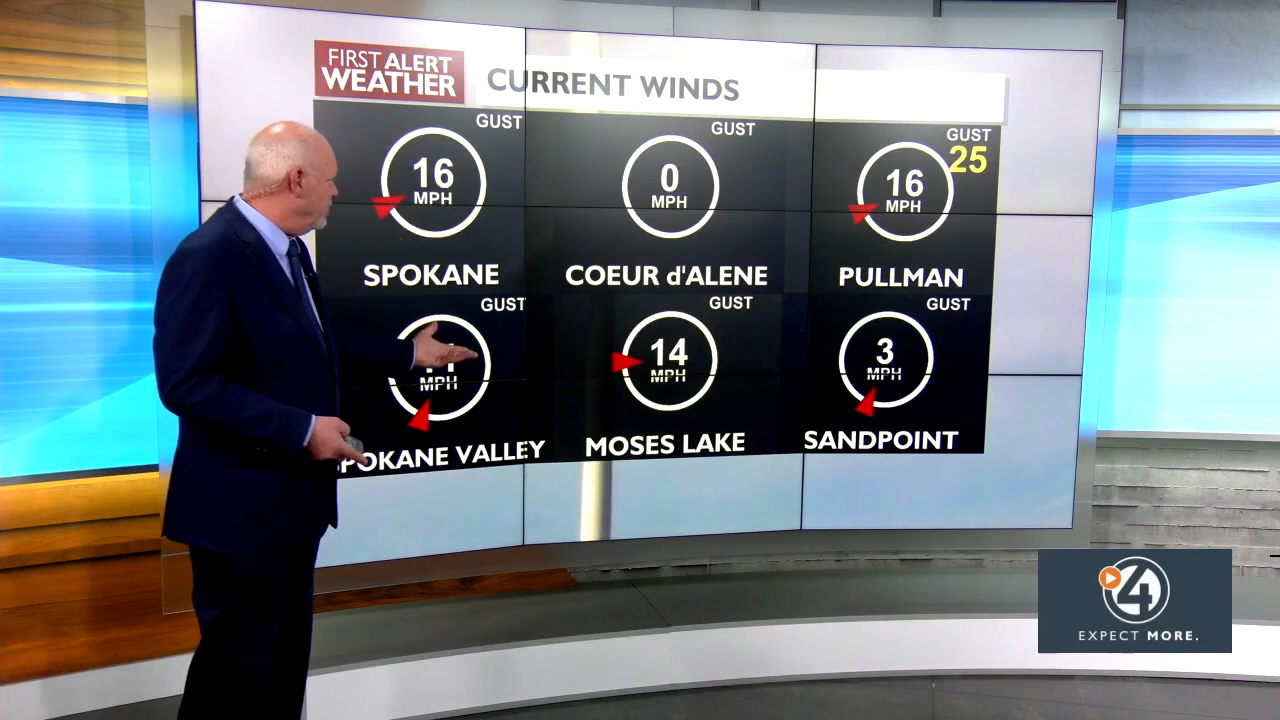 FIRST ALERT
WEATHER
CURRENT WINDS
GUST
16
MPH
SPOKANE
GUST
0
MPH
COEUR d'ALENE
GUST
25
16
MPH
PULLMAN
GUST
MPH
SPOKANE VALLEY
GUST
14
MPH
MOSES LAKE
GUST
3
MPH
SANDPOINT
4
EXPECT MORE.